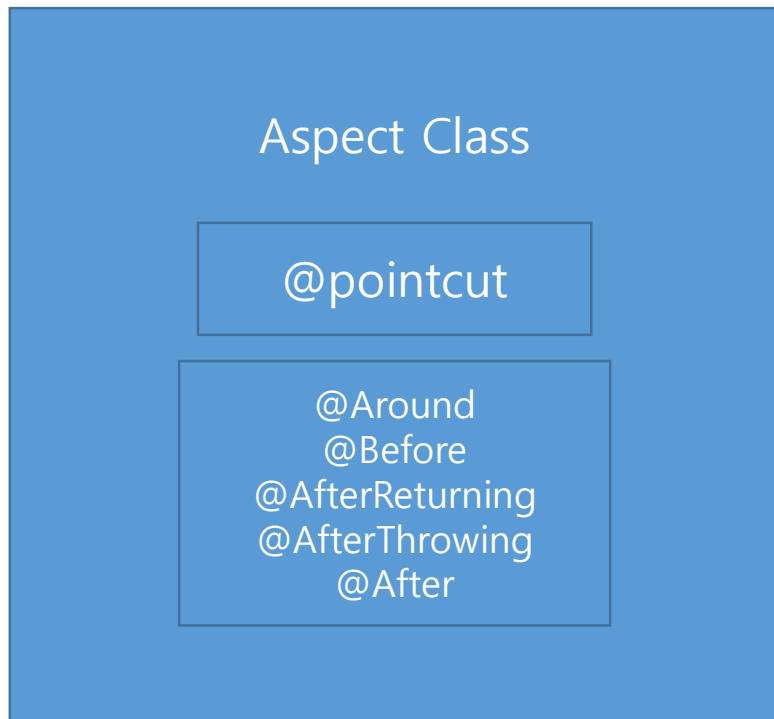 Aspect Class
@pointcut
@Around
@Before
@AfterReturning
@AfterThrowing
@After